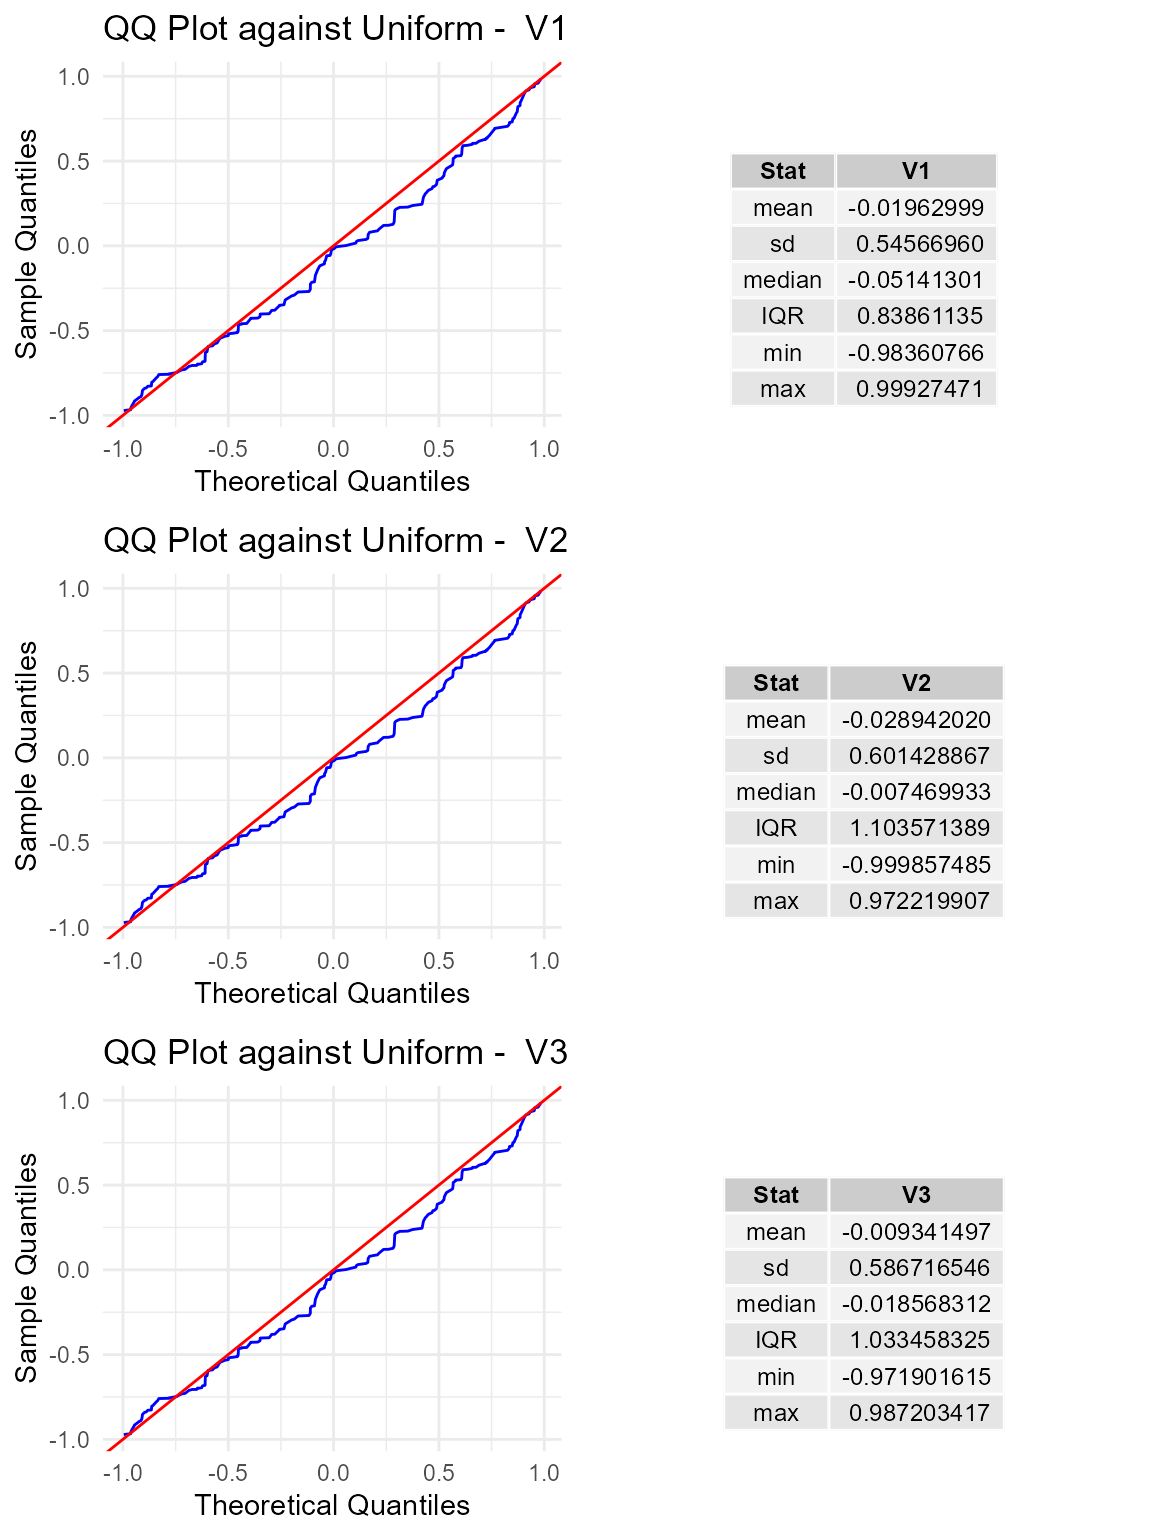 QQ Plot against Uniform -  V1
1.0
0.5
0.0
-0.5
-1.0
Sample Quantiles
-1.0 -0.5 0.0 0.5 1.0
Theoretical Quantiles
Stat V1
mean -0.01962999
sd 0.54566960
median -0.05141301
IQR 0.83861135
min -0.98360766
max 0.99927471
QQ Plot against Uniform -  V2
1.0
0.5
0.0
-0.5
-1.0
Sample Quantiles
-1.0 -0.5 0.0 0.5 1.0
Theoretical Quantiles
Stat V2
mean -0.028942020
sd 0.601428867
median -0.007469933
IQR 1.103571389
min -0.999857485
max 0.972219907
QQ Plot against Uniform -  V3
1.0
0.5
0.0
-0.5
-1.0
Sample Quantiles
-1.0 -0.5 0.0 0.5 1.0
Theoretical Quantiles
Stat V3
mean -0.009341497
sd 0.586716546
median -0.018568312
IQR 1.033458325
min -0.971901615
max 0.987203417